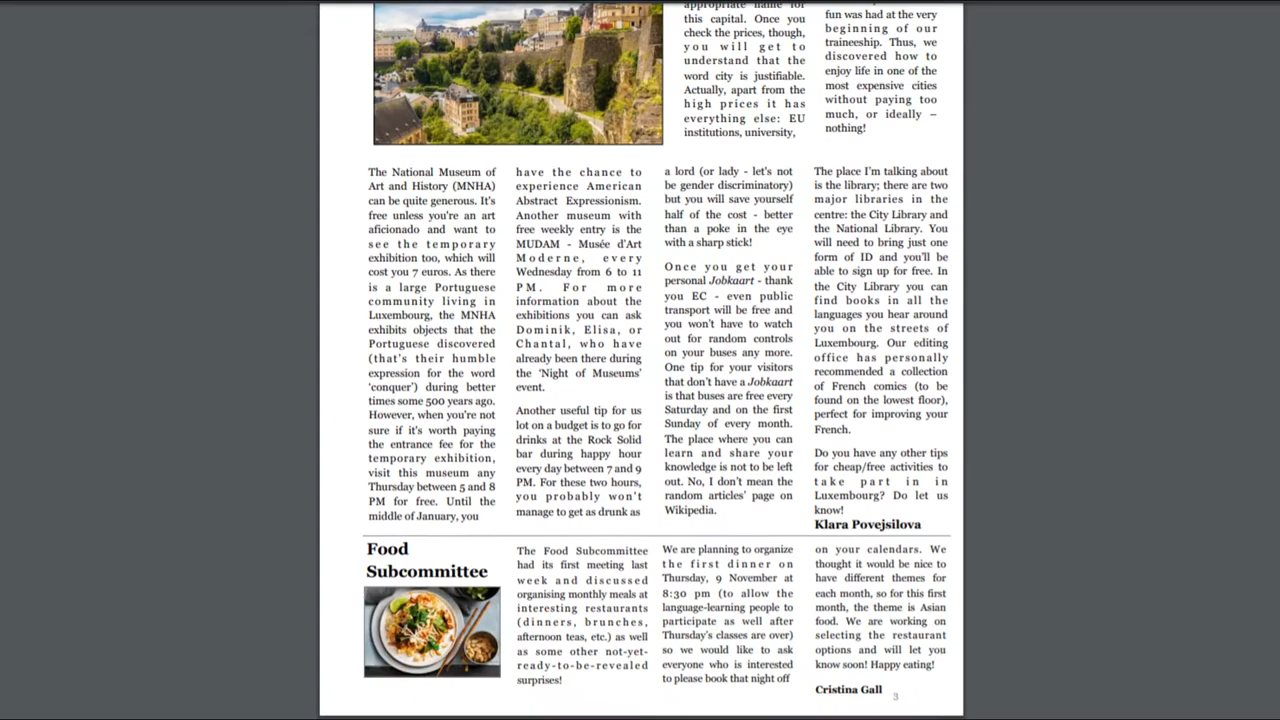 appropriate name for
this capital. Once you
check the prices, though,
you will get to
understand that the
word city is justifiable.
Actually, apart from the
high prices it has
everything else: EU
institutions, university,
fun was had at the very
beginning of our
traineeship. Thus, we
discovered how to
enjoy life in one of the
most expensive cities
without paying too
much, or ideally –
nothing!
The National Museum of
Art and History (MNHA)
can be quite generous. It's
free unless you're an art
aficionado and want to
see the temporary
exhibition too, which will
cost you 7 euros. As there
is a large Portuguese
community living in
Luxembourg, the MNHA
exhibits objects that the
Portuguese discovered
(that's their humble
expression for the word
'conquer') during better
times some 500 years ago.
However, when you're not
sure if it's worth paying
the entrance fee for the
temporary exhibition,
visit this museum any
Thursday between 5 and 8
PM for free. Until the
middle of January, you
have the chance to
experience American
Abstract Expressionism.
Another museum with
free weekly entry is the
MUDAM - Musée d'Art
Moderne, every
Wednesday from 6 to 11
PM. For more
information about the
exhibitions you can ask
Dominik, Elisa, or
Chantal, who have
already been there during
the 'Night of Museums'
event.
Another useful tip for us
lot on a budget is to go for
drinks at the Rock Solid
bar during happy hour
every day between 7 and 9
PM. For these two hours,
you probably won't
manage to get as drunk as
a lord (or lady - let's not
be gender discriminatory)
but you will save yourself
half of the cost - better
than a poke in the eye
with a sharp stick!
Once you get your
personal Jobkaart - thank
you EC - even public
transport will be free and
you won't have to watch
out for random controls
on your buses any more.
One tip for your visitors
that don't have a Jobkaart
is that buses are free every
Saturday and on the first
Sunday of every month.
The place where you can
learn and share your
knowledge is not to be left
out. No, I don't mean the
random articles' page on
Wikipedia.
The place I'm talking about
is the library; there are two
major libraries in the
centre: the City Library and
the National Library. You
will need to bring just one
form of ID and you'll be
able to sign up for free. In
the City Library you can
find books in all the
languages you hear around
you on the streets of
Luxembourg. Our editing
office has personally
recommended a collection
of French comics (to be
found on the lowest floor),
perfect for improving your
French.
Do you have any other tips
for cheap/free activities to
take part in in
Luxembourg? Do let us
know!
Klara Povejsilova
Food
Subcommittee
The Food Subcommittee
had its first meeting last
week and discussed
organising monthly meals at
interesting restaurants
(dinners, brunches,
afternoon teas, etc.) as well
as some other not-yet-
ready-to-be-revealed
surprises!
We are planning to organize
the first dinner on
Thursday, 9 November at
8:30 pm (to allow the
language-learning people to
participate as well after
Thursday's classes are over)
so we would like to ask
everyone who is interested
to please book that night off
on your calendars. We
thought it would be nice to
have different themes for
each month, so for this first
month, the theme is Asian
food. We are working on
selecting the restaurant
options and will let you
know soon! Happy eating!
Cristina Gall
3